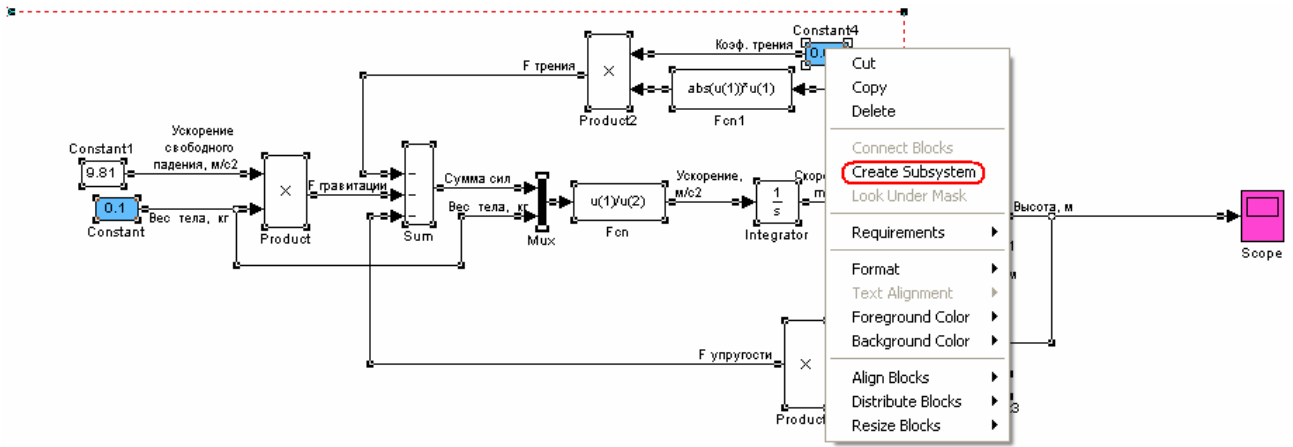 Constant4
Коэф. трения
0.0
F трения
×
abs(u(1))*u(1)
Product2
Fcn1
Ускорение
свободного
падения, м/с2
Constant1
9.81
×
F гравитации
Сумма сил
Ускорение,
м/с2
0.1
Вес тела, кг
Constant
Product
Sum
Вес тела, кг
Mux
u(1)/u(2)
Fcn
1
s
Integrator
Высота, м
Scope
F упругости
×
Product
Cut
Copy
Delete
Connect Blocks
Create Subsystem
Look Under Mask
Requirements
Format
Text Alignment
Foreground Color
Background Color
Align Blocks
Distribute Blocks
Resize Blocks